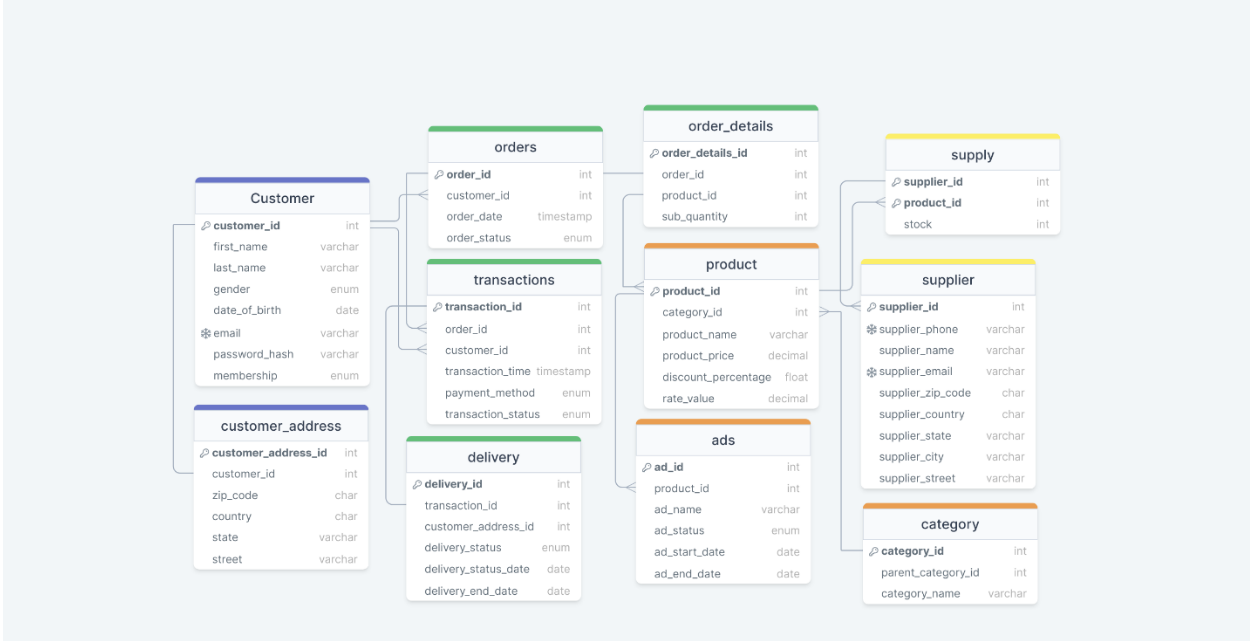 orders
order_id int
customer_id int
order_date timestamp
order_status enum
order_details
order_details_id int
order_id int
product_id int
sub_quantity int
supply
supplier_id int
product_id int
stock int
Customer
customer_id int
first_name varchar
last_name varchar
gender enum
date_of_birth date
email varchar
password_hash varchar
membership enum
transactions
transaction_id int
order_id int
customer_id int
transaction_time timestamp
payment_method enum
transaction_status enum
product
product_id int
category_id int
product_name varchar
product_price decimal
discount_percentage float
rate_value decimal
supplier
supplier_id int
supplier_phone varchar
supplier_name varchar
supplier_email varchar
supplier_zip_code char
supplier_country char
supplier_state varchar
supplier_city varchar
supplier_street varchar
customer_address
customer_address_id int
customer_id int
zip_code char
country char
state varchar
street varchar
delivery
delivery_id int
transaction_id int
customer_address_id int
delivery_status enum
delivery_status_date date
delivery_end_date date
ads
ad_id int
product_id int
ad_name varchar
ad_status enum
ad_start_date date
ad_end_date date
category
category_id int
parent_category_id int
category_name varchar